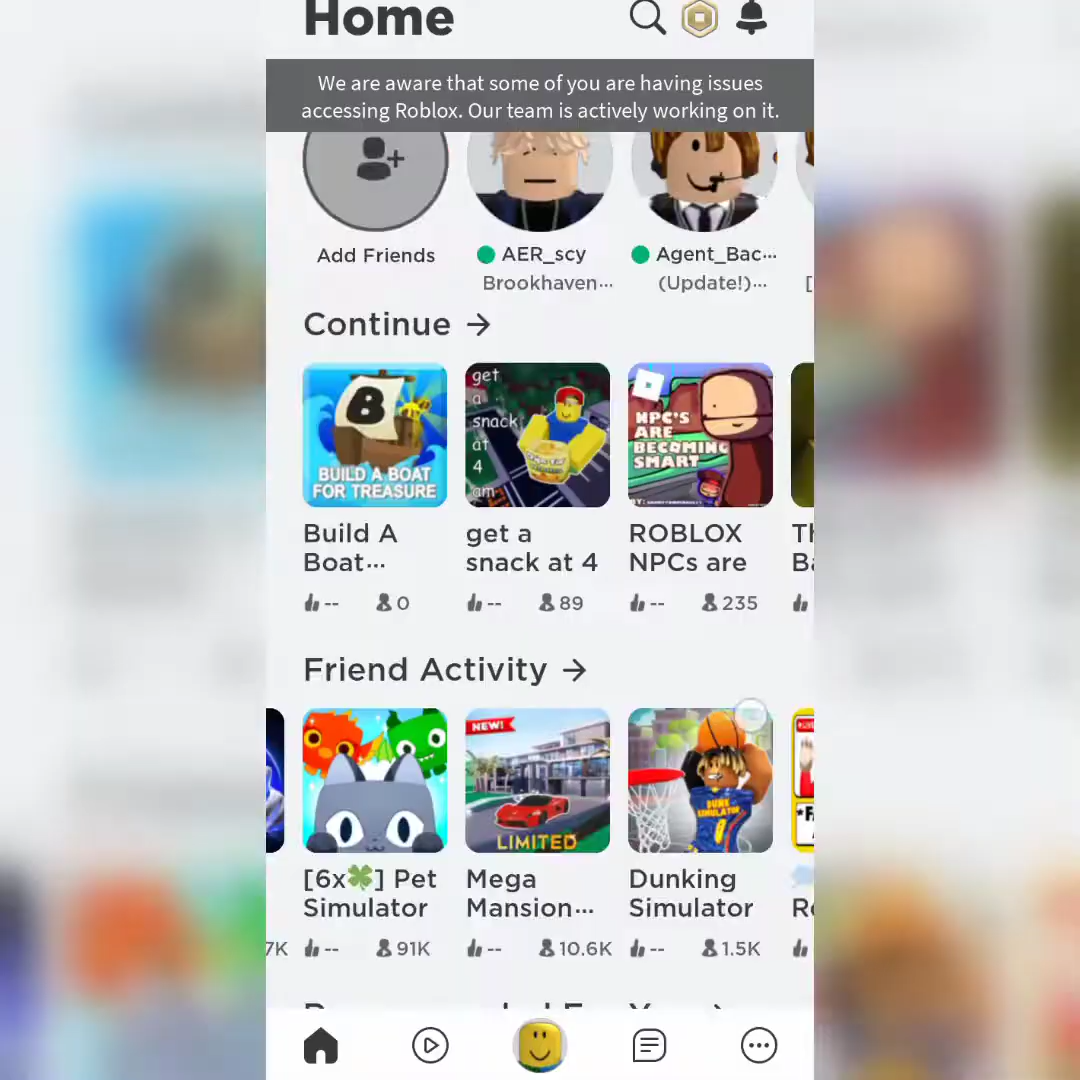 Home
We are aware that some of you are having issues
accessing Roblox. Our team is actively working on it.
Add Friends
AER_scy
Agent_Bac...
Brookhaven...
(Update!)...
[
Continue →
B
BUILD A BOAT
FOR TREASURE
get
a
snack
at
4
am
NPC'S
ARE
BECOMING
SMART
Build A
Boat...
get a
snack at 4
ROBLOX
NPCs are
--
0
--
89
--
235
Friend Activity →
NEW!
LIMITED
DUNK
SIMULATOR
[6x🍀] Pet
Simulator
Mega
Mansion...
Dunking
Simulator
7K
--
91K
--
10.6K
--
1.5K